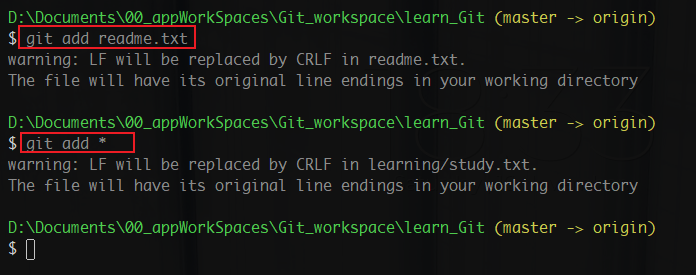 D:\Documents\00_appWorkSpaces\Git_workspace\learn_Git (master -> origin)
$ git add readme.txt
warning: LF will be replaced by CRLF in readme.txt.
The file will have its original line endings in your working directory
D:\Documents\00_appWorkSpaces\Git_workspace\learn_Git (master -> origin)
$ git add *
warning: LF will be replaced by CRLF in learning/study.txt.
The file will have its original line endings in your working directory
D:\Documents\00_appWorkSpaces\Git_workspace\learn_Git (master -> origin)
$